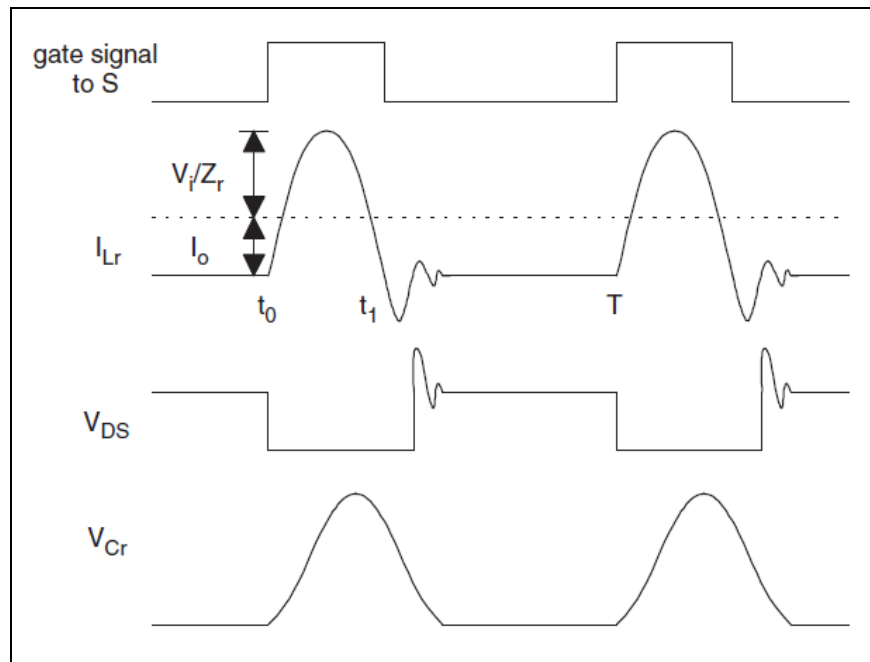 gate signal
to S
V_i/Z_r
I_Lr
I_o
t_0
t_1
T
V_DS
V_Cr